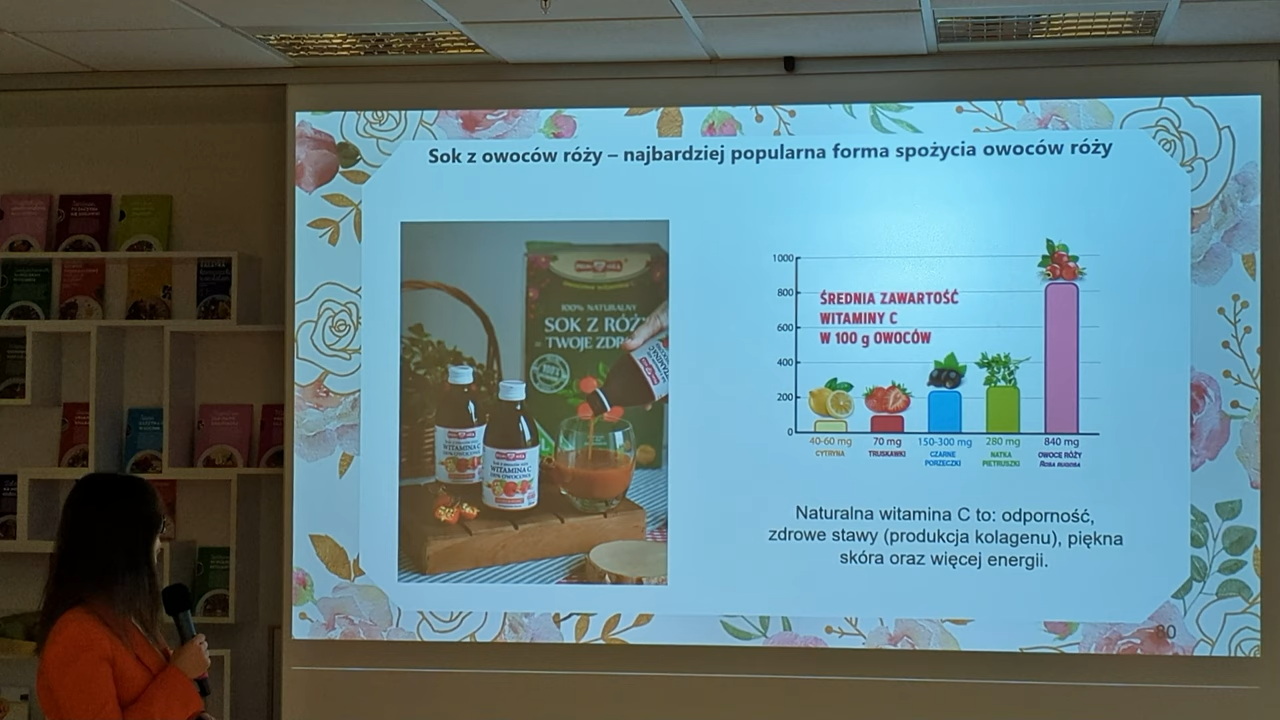 Sok z owoców róży – najbardziej popularna forma spożycia owoców róży
100% NATURALNY
SOK Z RÓŻY
TWOJE
WITAMINA C
WITAMINA C
1000
800
600
400
200
0
ŚREDNIA ZAWARTOŚĆ
WITAMINY C
W 100 g OWOCÓW
40-60 mg
CYTRYNA
70 mg
TRUSKAWKI
150-300 mg
CZARNE
PORZECZKI
280 mg
NATKA
PIETRUSZKI
840 mg
OWOCE RÓŻY
ROSA RUGOSA
Naturalna witamina C to: odporność,
zdrowe stawy (produkcja kolagenu), piękna
skóra oraz więcej energii.
80